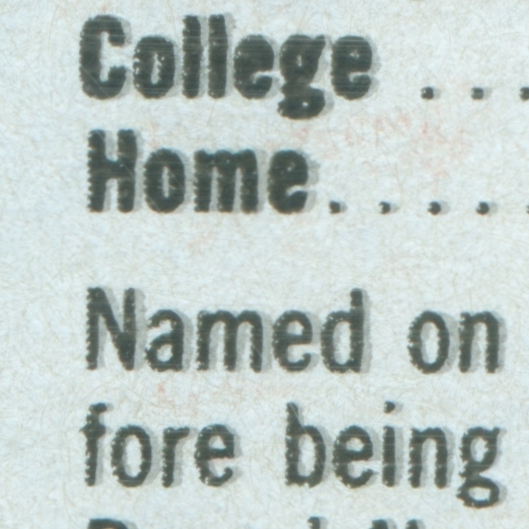 College ...
Home....
Named on
fore being